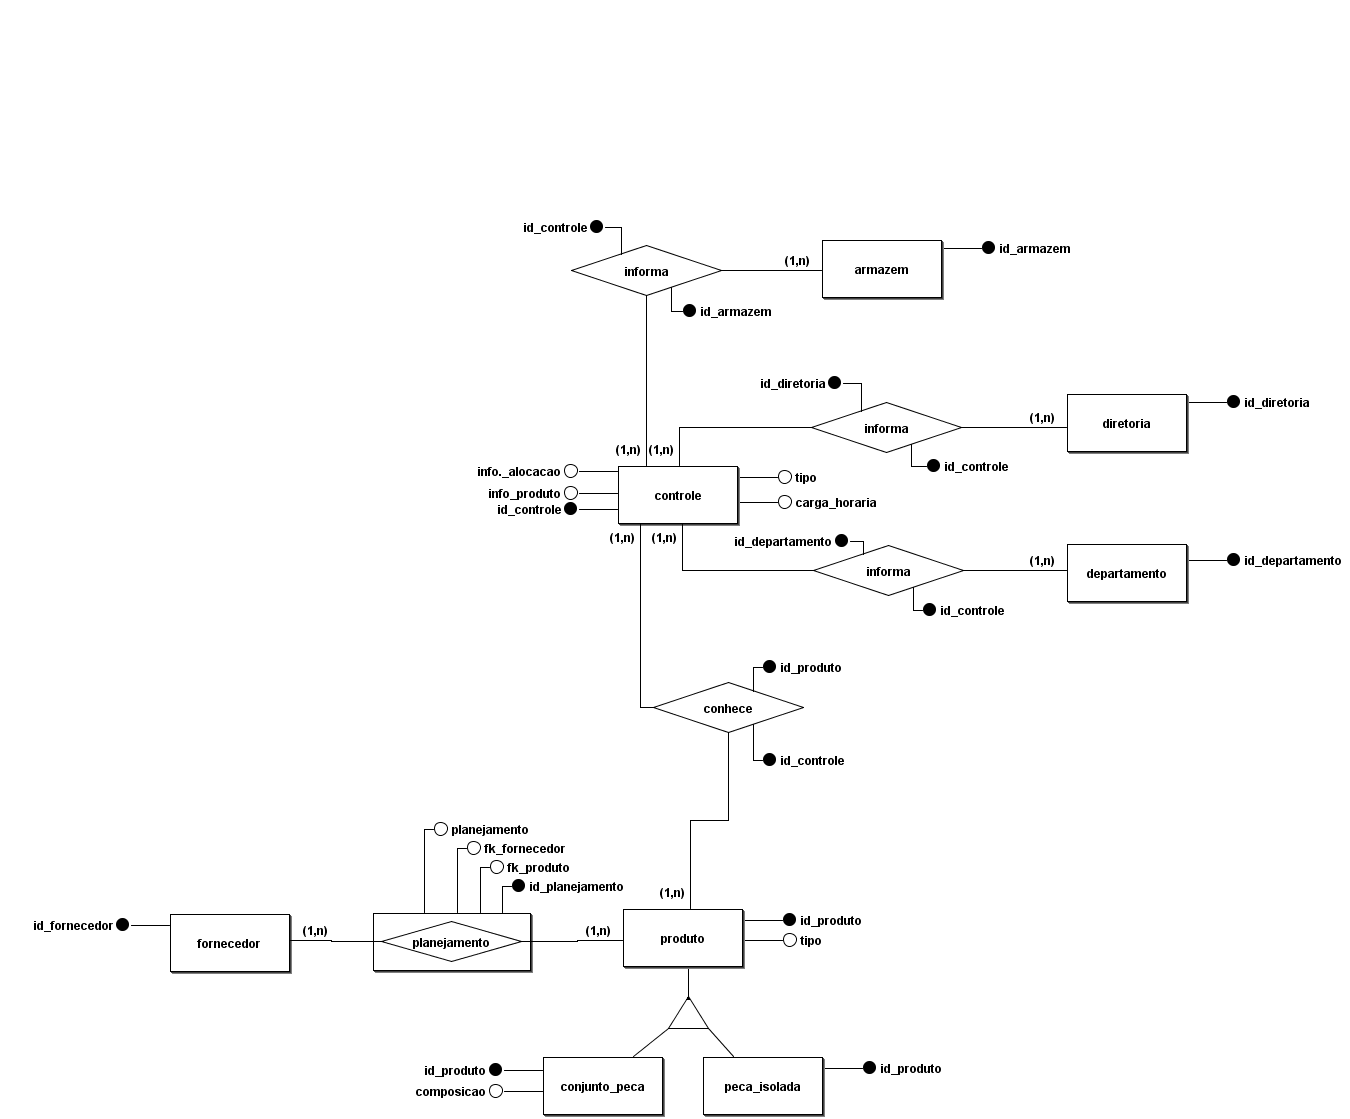 id_controle
informa
(1,n)
armazem
id_armazem
id_armazem
id_diretoria
informa
(1,n)
diretoria
id_diretoria
id_controle
(1,n)
(1,n)
info._alocacao
info_produto
id_controle
controle
tipo
carga_horaria
(1,n)
(1,n)
id_departamento
informa
(1,n)
departamento
id_departamento
id_controle
id_produto
conhece
id_controle
planejamento
fk_fornecedor
fk_produto
id_planejamento
(1,n)
id_fornecedor
fornecedor
(1,n)
planejamento
(1,n)
produto
id_produto
tipo
id_produto
composicao
conjunto_peca
peca_isolada
id_produto